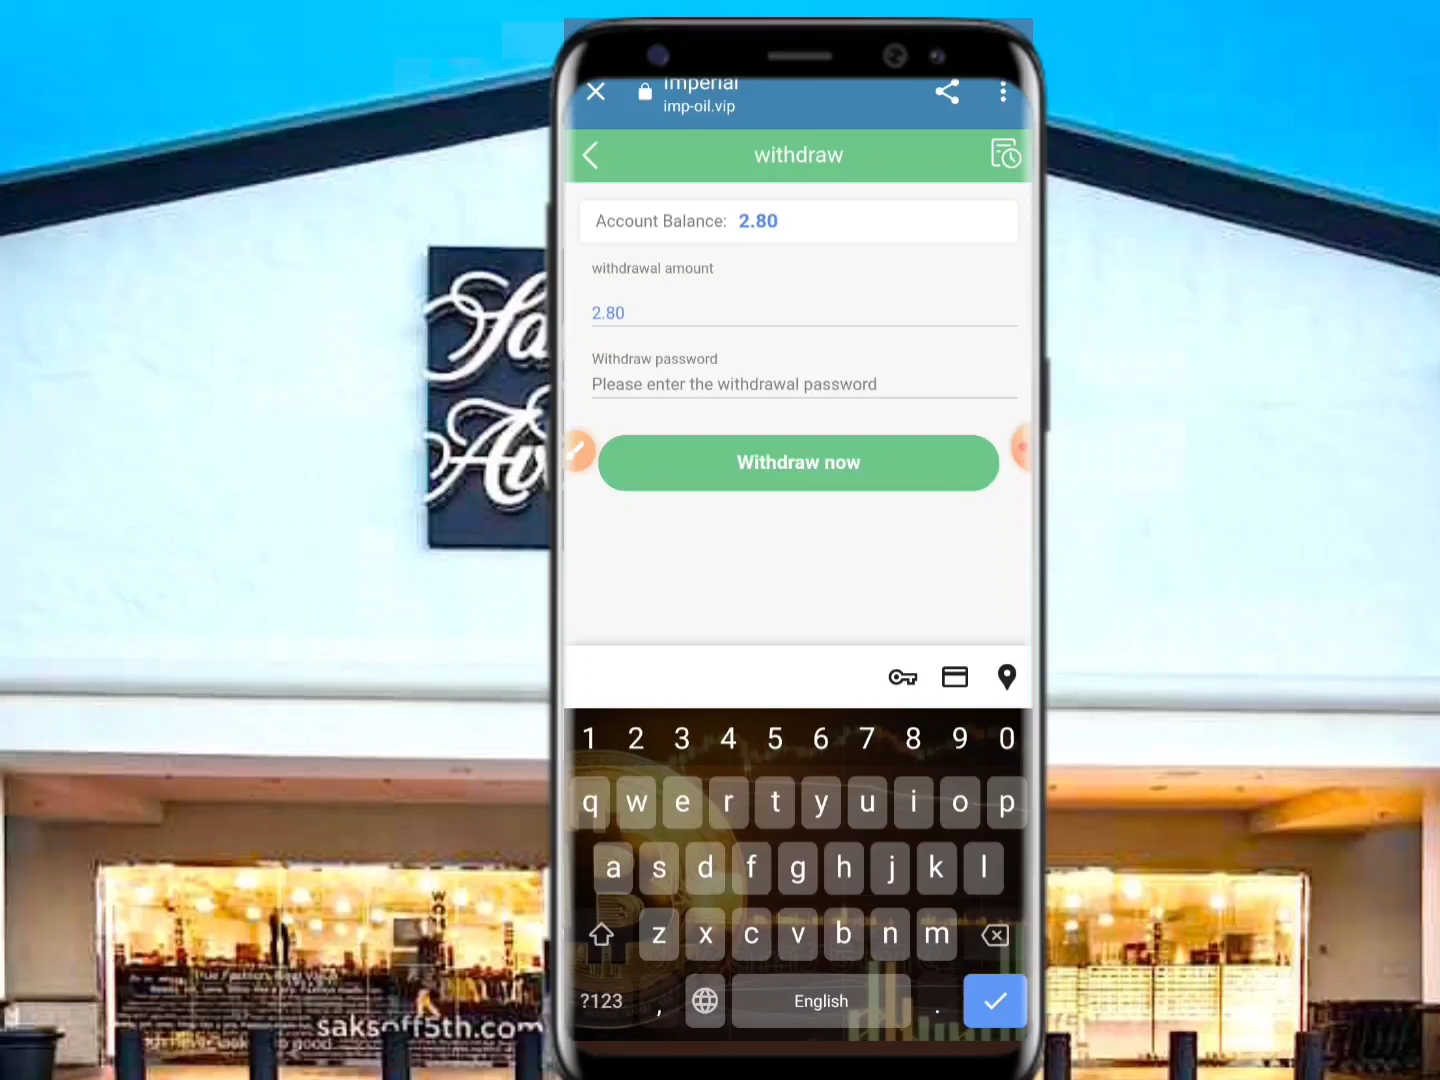 Imperial
imp-oil.vip
withdraw
Account Balance: 2.80
withdrawal amount
2.80
Withdraw password
Please enter the withdrawal password
Withdraw now
1 2 3 4 5 6 7 8 9 0
q w e r t y u i o p
a s d f g h j k l
z x c v b n m
?123 , English .
saksoff5th.com